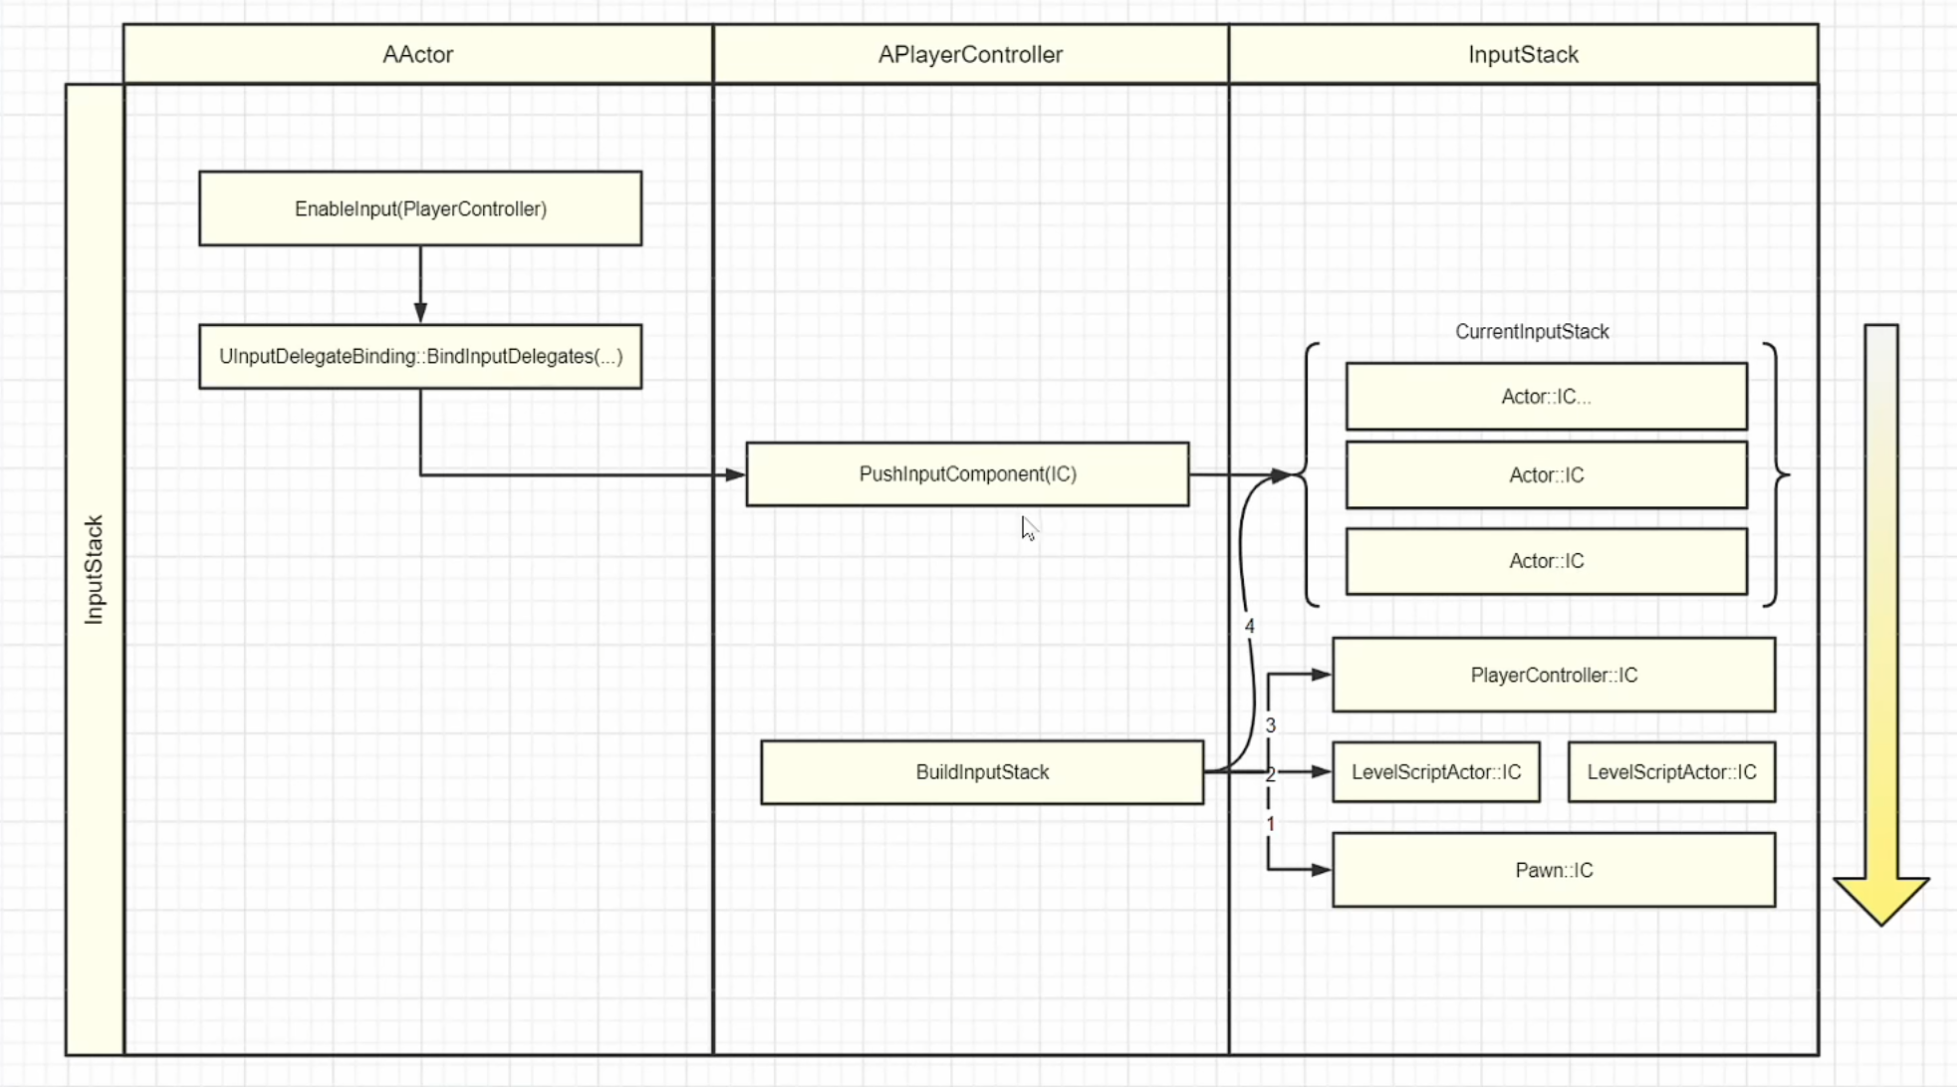 AActor
APlayerController
InputStack
InputStack
EnableInput(PlayerController)
UInputDelegateBinding::BindInputDelegates(...)
PushInputComponent(IC)
BuildInputStack
CurrentInputStack
Actor::IC...
Actor::IC
Actor::IC
4
PlayerController::IC
3
2
LevelScriptActor::IC
LevelScriptActor::IC
1
Pawn::IC